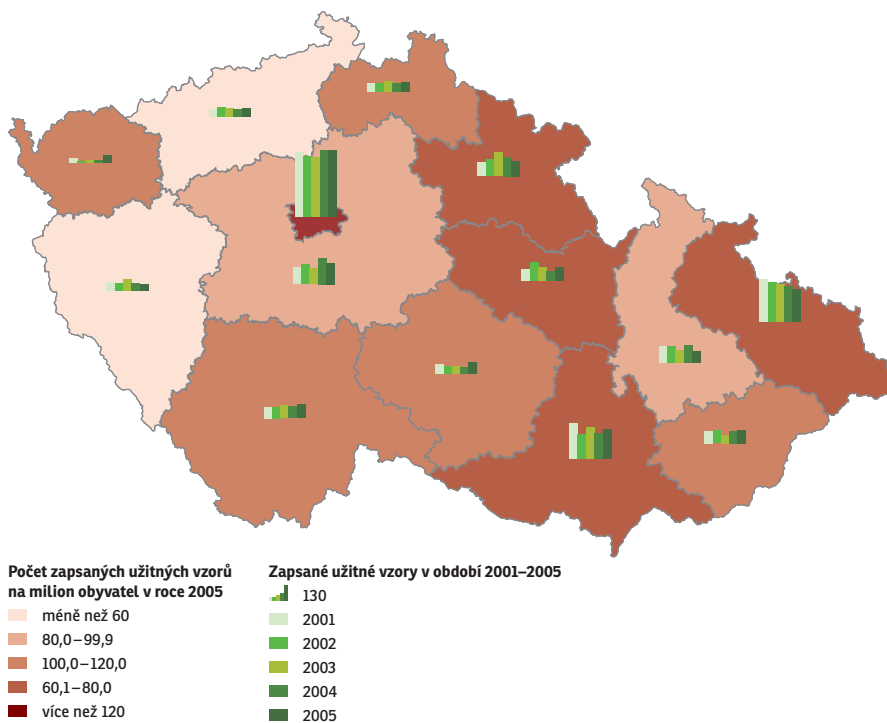 Počet zapsaných užitných vzorů
na milion obyvatel v roce 2005
méně než 60
80,0–99,9
100,0–120,0
60,1–80,0
více než 120
Zapsané užitné vzory v období 2001–2005
130
2001
2002
2003
2004
2005